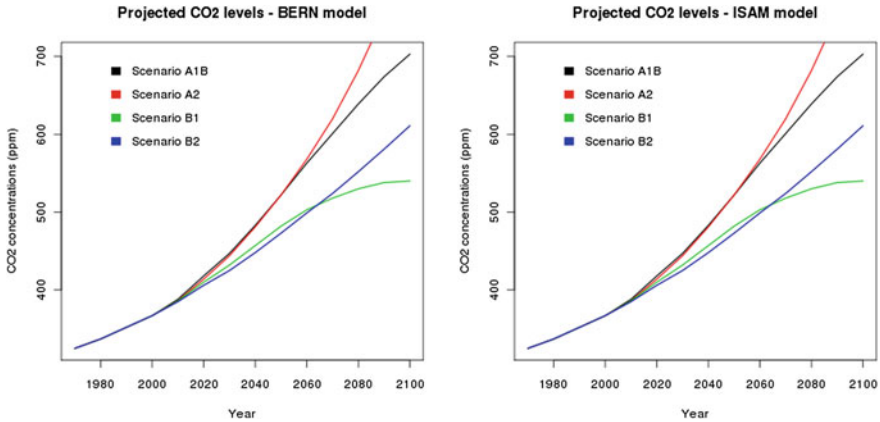 Projected CO2 levels - BERN model
CO2 concentrations (ppm)
700
600
500
400
Scenario A1B
Scenario A2
Scenario B1
Scenario B2
1980 2000 2020 2040 2060 2080 2100
Year
Projected CO2 levels - ISAM model
CO2 concentrations (ppm)
700
600
500
400
Scenario A1B
Scenario A2
Scenario B1
Scenario B2
1980 2000 2020 2040 2060 2080 2100
Year